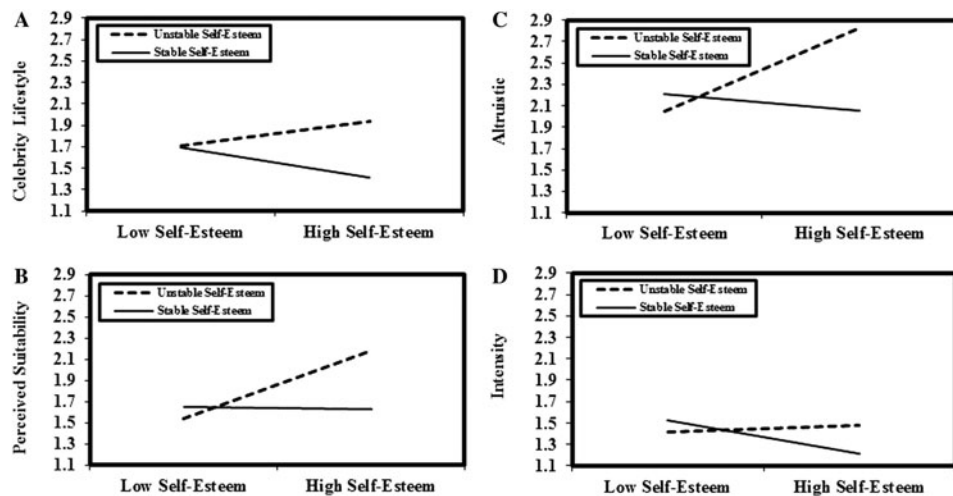 A
Celebrity Lifestyle
2.9
2.7
2.5
2.3
2.1
1.9
1.7
1.5
1.3
1.1
Unstable Self-Esteem
Stable Self-Esteem
Low Self-Esteem High Self-Esteem
B
Perceived Suitability
2.9
2.7
2.5
2.3
2.1
1.9
1.7
1.5
1.3
1.1
Unstable Self-Esteem
Stable Self-Esteem
Low Self-Esteem High Self-Esteem
C
Altruistic
2.9
2.7
2.5
2.3
2.1
1.9
1.7
1.5
1.3
1.1
Unstable Self-Esteem
Stable Self-Esteem
Low Self-Esteem High Self-Esteem
D
Intensity
2.9
2.7
2.5
2.3
2.1
1.9
1.7
1.5
1.3
1.1
Unstable Self-Esteem
Stable Self-Esteem
Low Self-Esteem High Self-Esteem